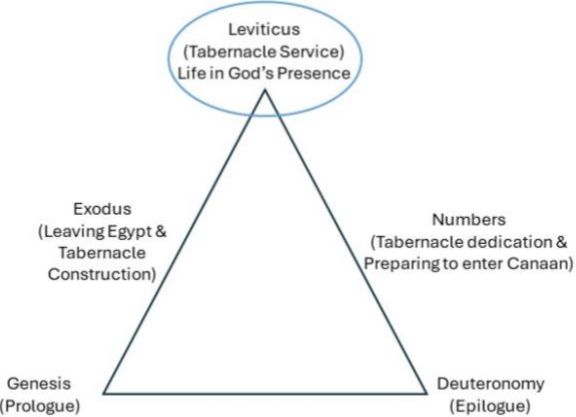 Leviticus
(Tabernacle Service)
Life in God's Presence
Exodus
(Leaving Egypt &
Tabernacle
Construction)
Numbers
(Tabernacle dedication &
Preparing to enter Canaan)
Genesis
(Prologue)
Deuteronomy
(Epilogue)